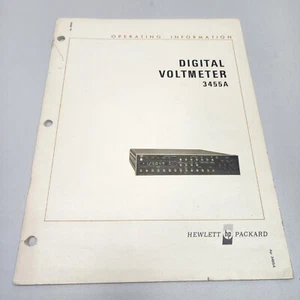 OPERATING INFORMATION
DIGITAL
VOLTMETER
3455A
HEWLETT hp PACKARD